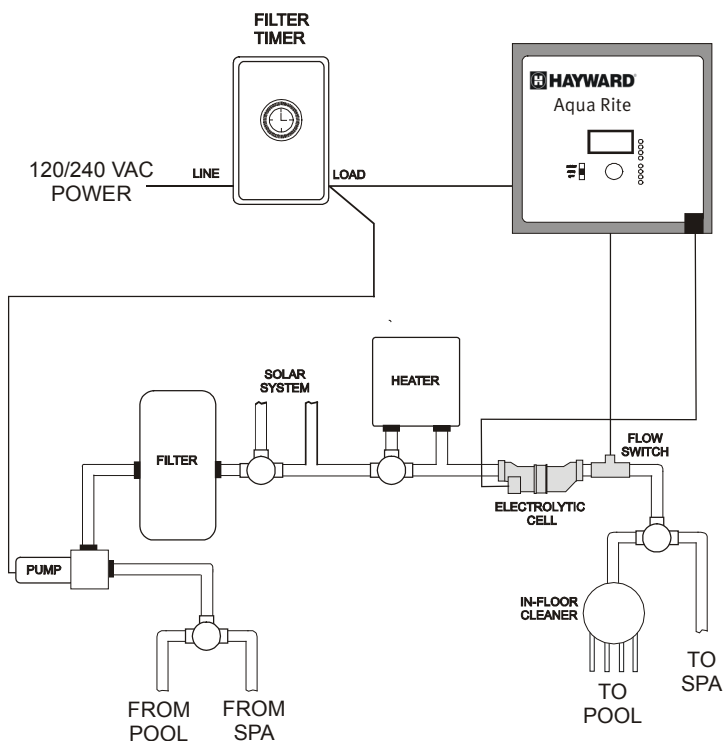 FILTER
TIMER
HAYWARD
Aqua Rite
120/240 VAC
POWER
LINE
LOAD
SOLAR
SYSTEM
HEATER
FILTER
FLOW
SWITCH
ELECTROLYTIC
CELL
PUMP
IN-FLOOR
CLEANER
TO
SPA
TO
POOL
FROM
POOL
FROM
SPA